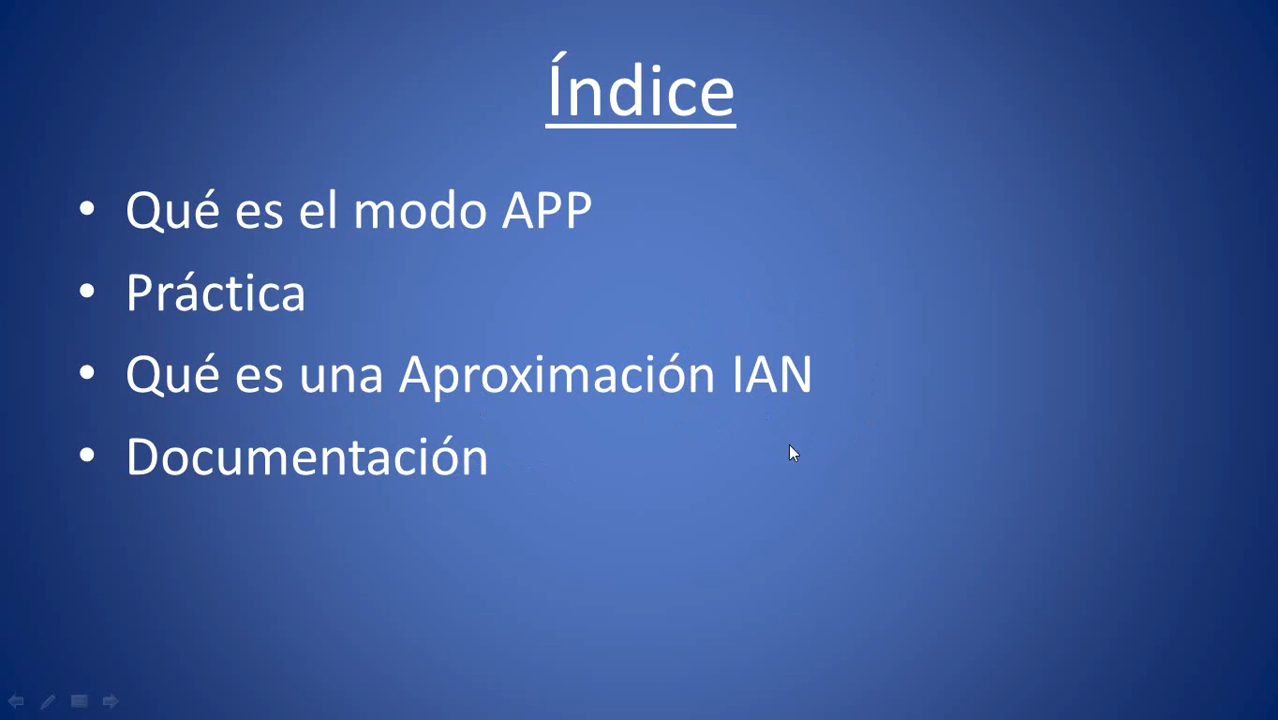 Índice
• Qué es el modo APP
• Práctica
• Qué es una Aproximación IAN
• Documentación